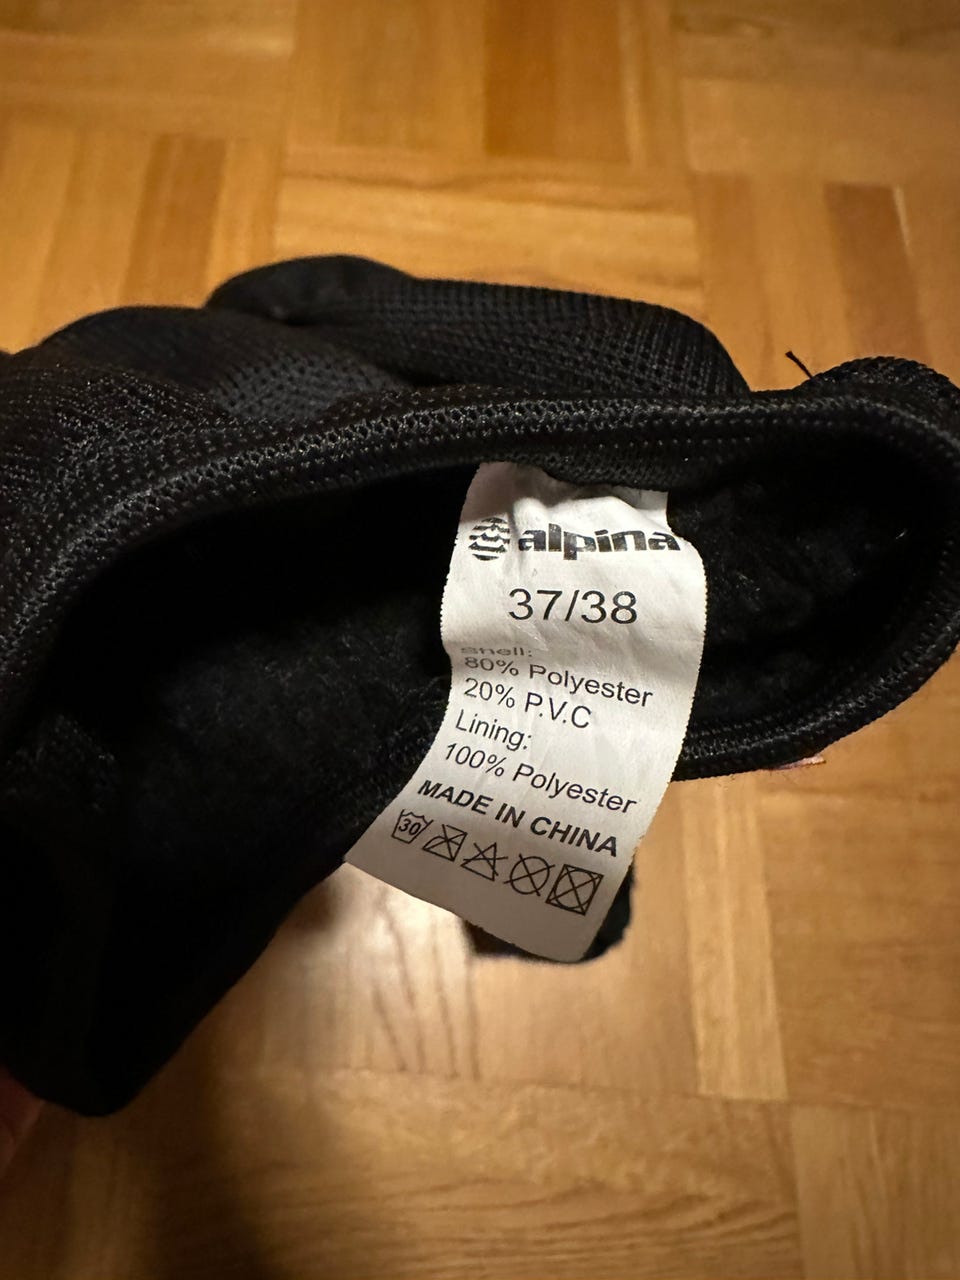 alpina
37/38
Shell:
80% Polyester
20% P.V.C
Lining:
100% Polyester
MADE IN CHINA
30